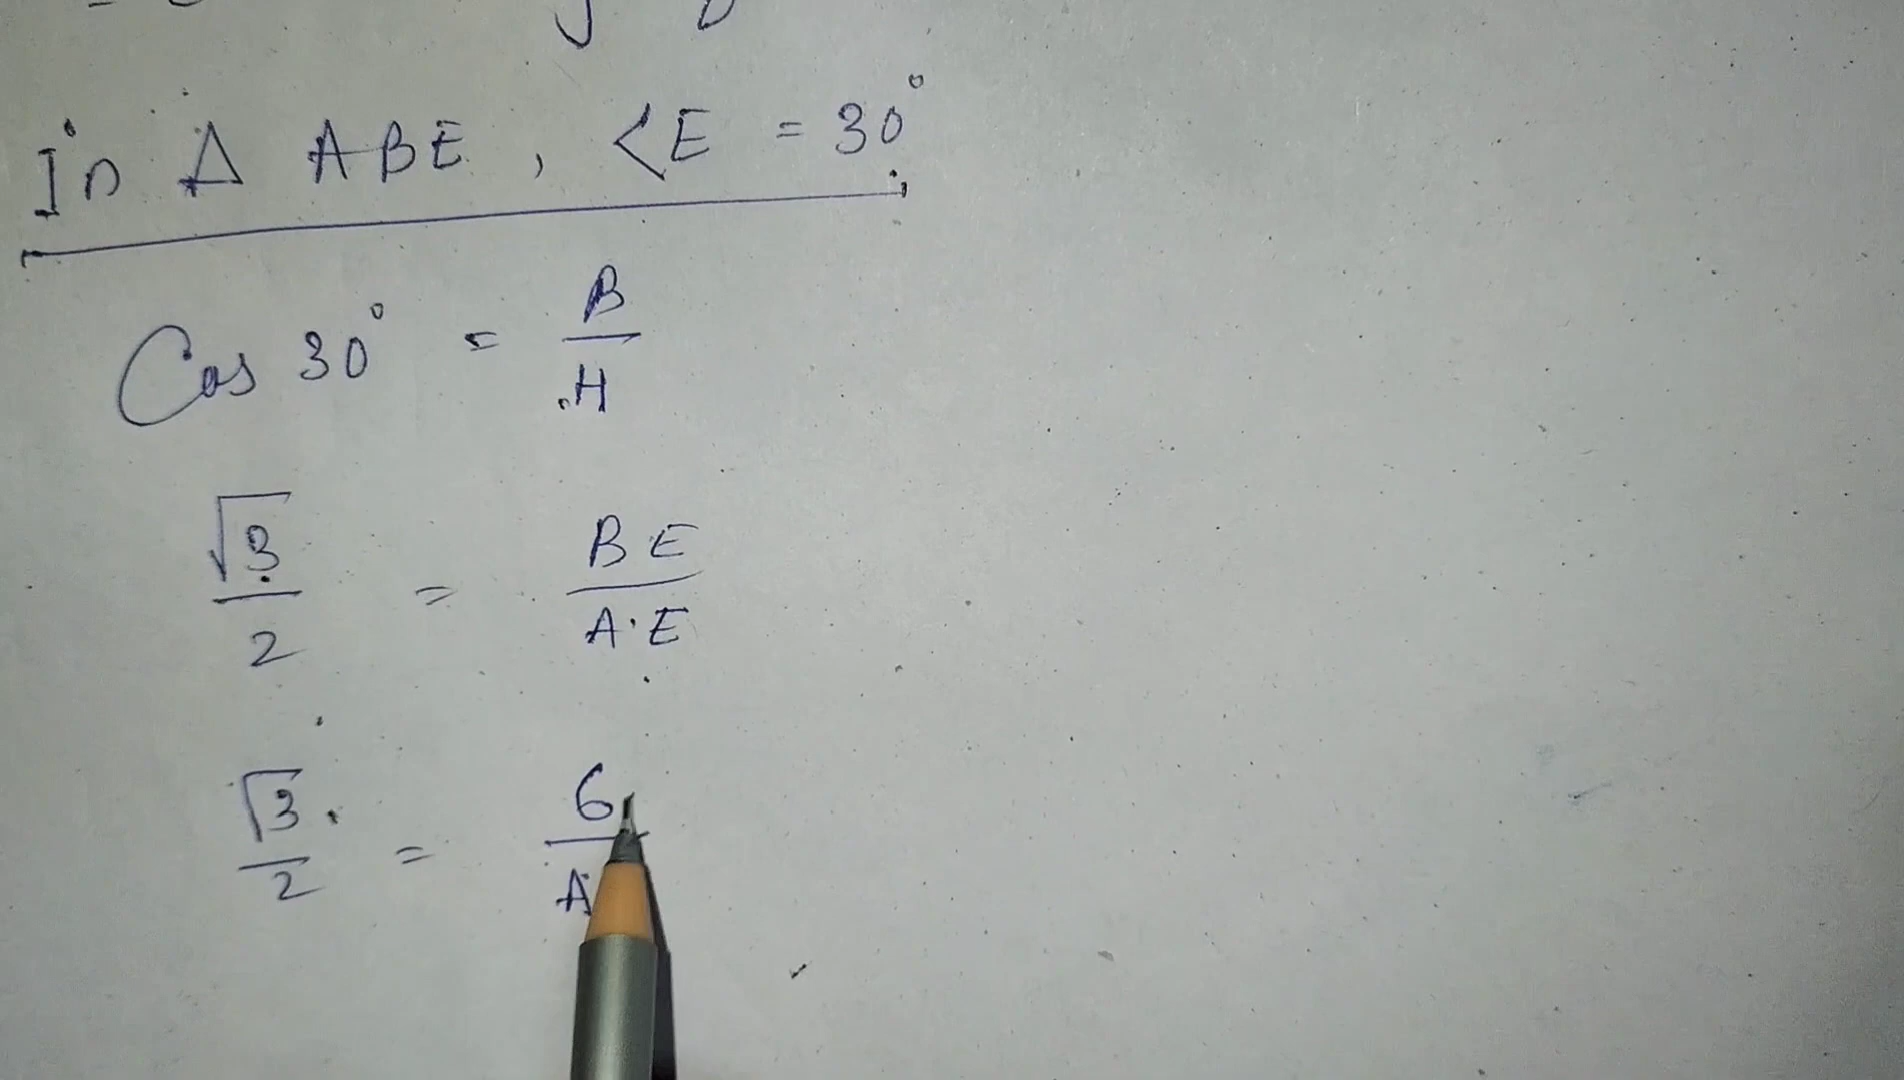 In Δ ABE, <E = 30°
Cos 30° = B/H
√3/2 = BE/A·E
√3/2 = 6/A